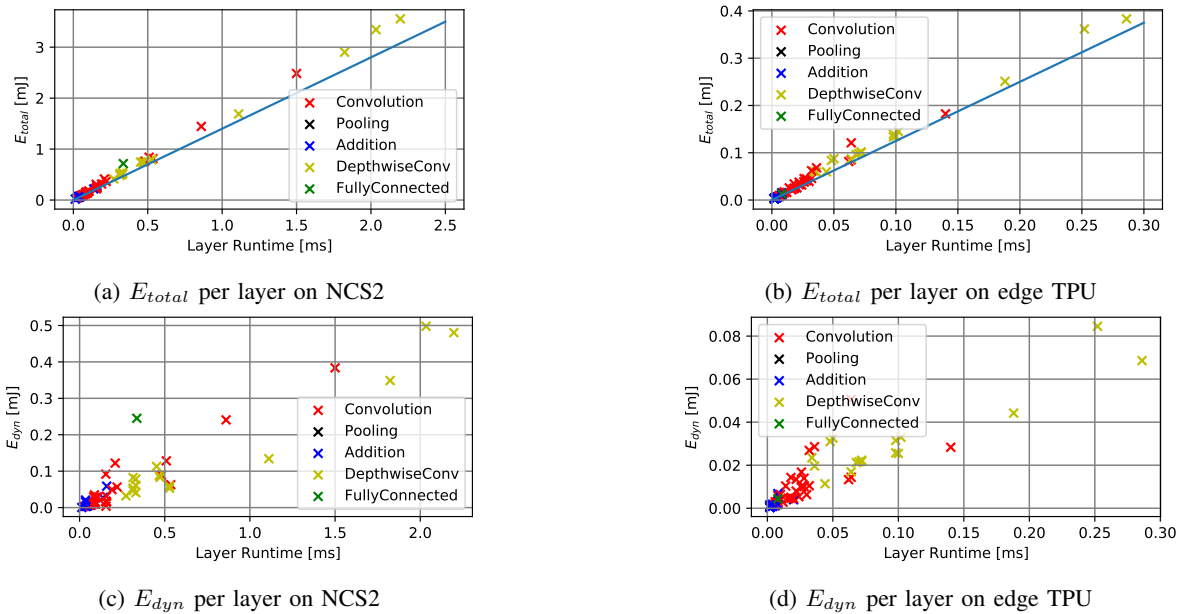 3
2
1
0
E_total [mJ]
Convolution
Pooling
Addition
DepthwiseConv
FullyConnected
0.0 0.5 1.0 1.5 2.0 2.5
Layer Runtime [ms]
(a) E_total per layer on NCS2
0.4
0.3
0.2
0.1
0.0
E_total [mJ]
Convolution
Pooling
Addition
DepthwiseConv
FullyConnected
0.00 0.05 0.10 0.15 0.20 0.25 0.30
Layer Runtime [ms]
(b) E_total per layer on edge TPU
0.5
0.4
0.3
0.2
0.1
0.0
E_dyn [mJ]
Convolution
Pooling
Addition
DepthwiseConv
FullyConnected
0.0 0.5 1.0 1.5 2.0
Layer Runtime [ms]
(c) E_dyn per layer on NCS2
0.08
0.06
0.04
0.02
0.00
E_dyn [mJ]
Convolution
Pooling
Addition
DepthwiseConv
FullyConnected
0.00 0.05 0.10 0.15 0.20 0.25 0.30
Layer Runtime [ms]
(d) E_dyn per layer on edge TPU